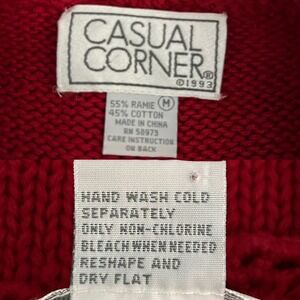 CASUAL
CORNER®
©1993
55% RAMIE M
45% COTTON
MADE IN CHINA
RN 58975
CARE INSTRUCTION
ON BACK
HAND WASH COLD
SEPARATELY
ONLY NON-CHLORINE
BLEACH WHEN NEEDED
RESHAPE AND
DRY FLAT